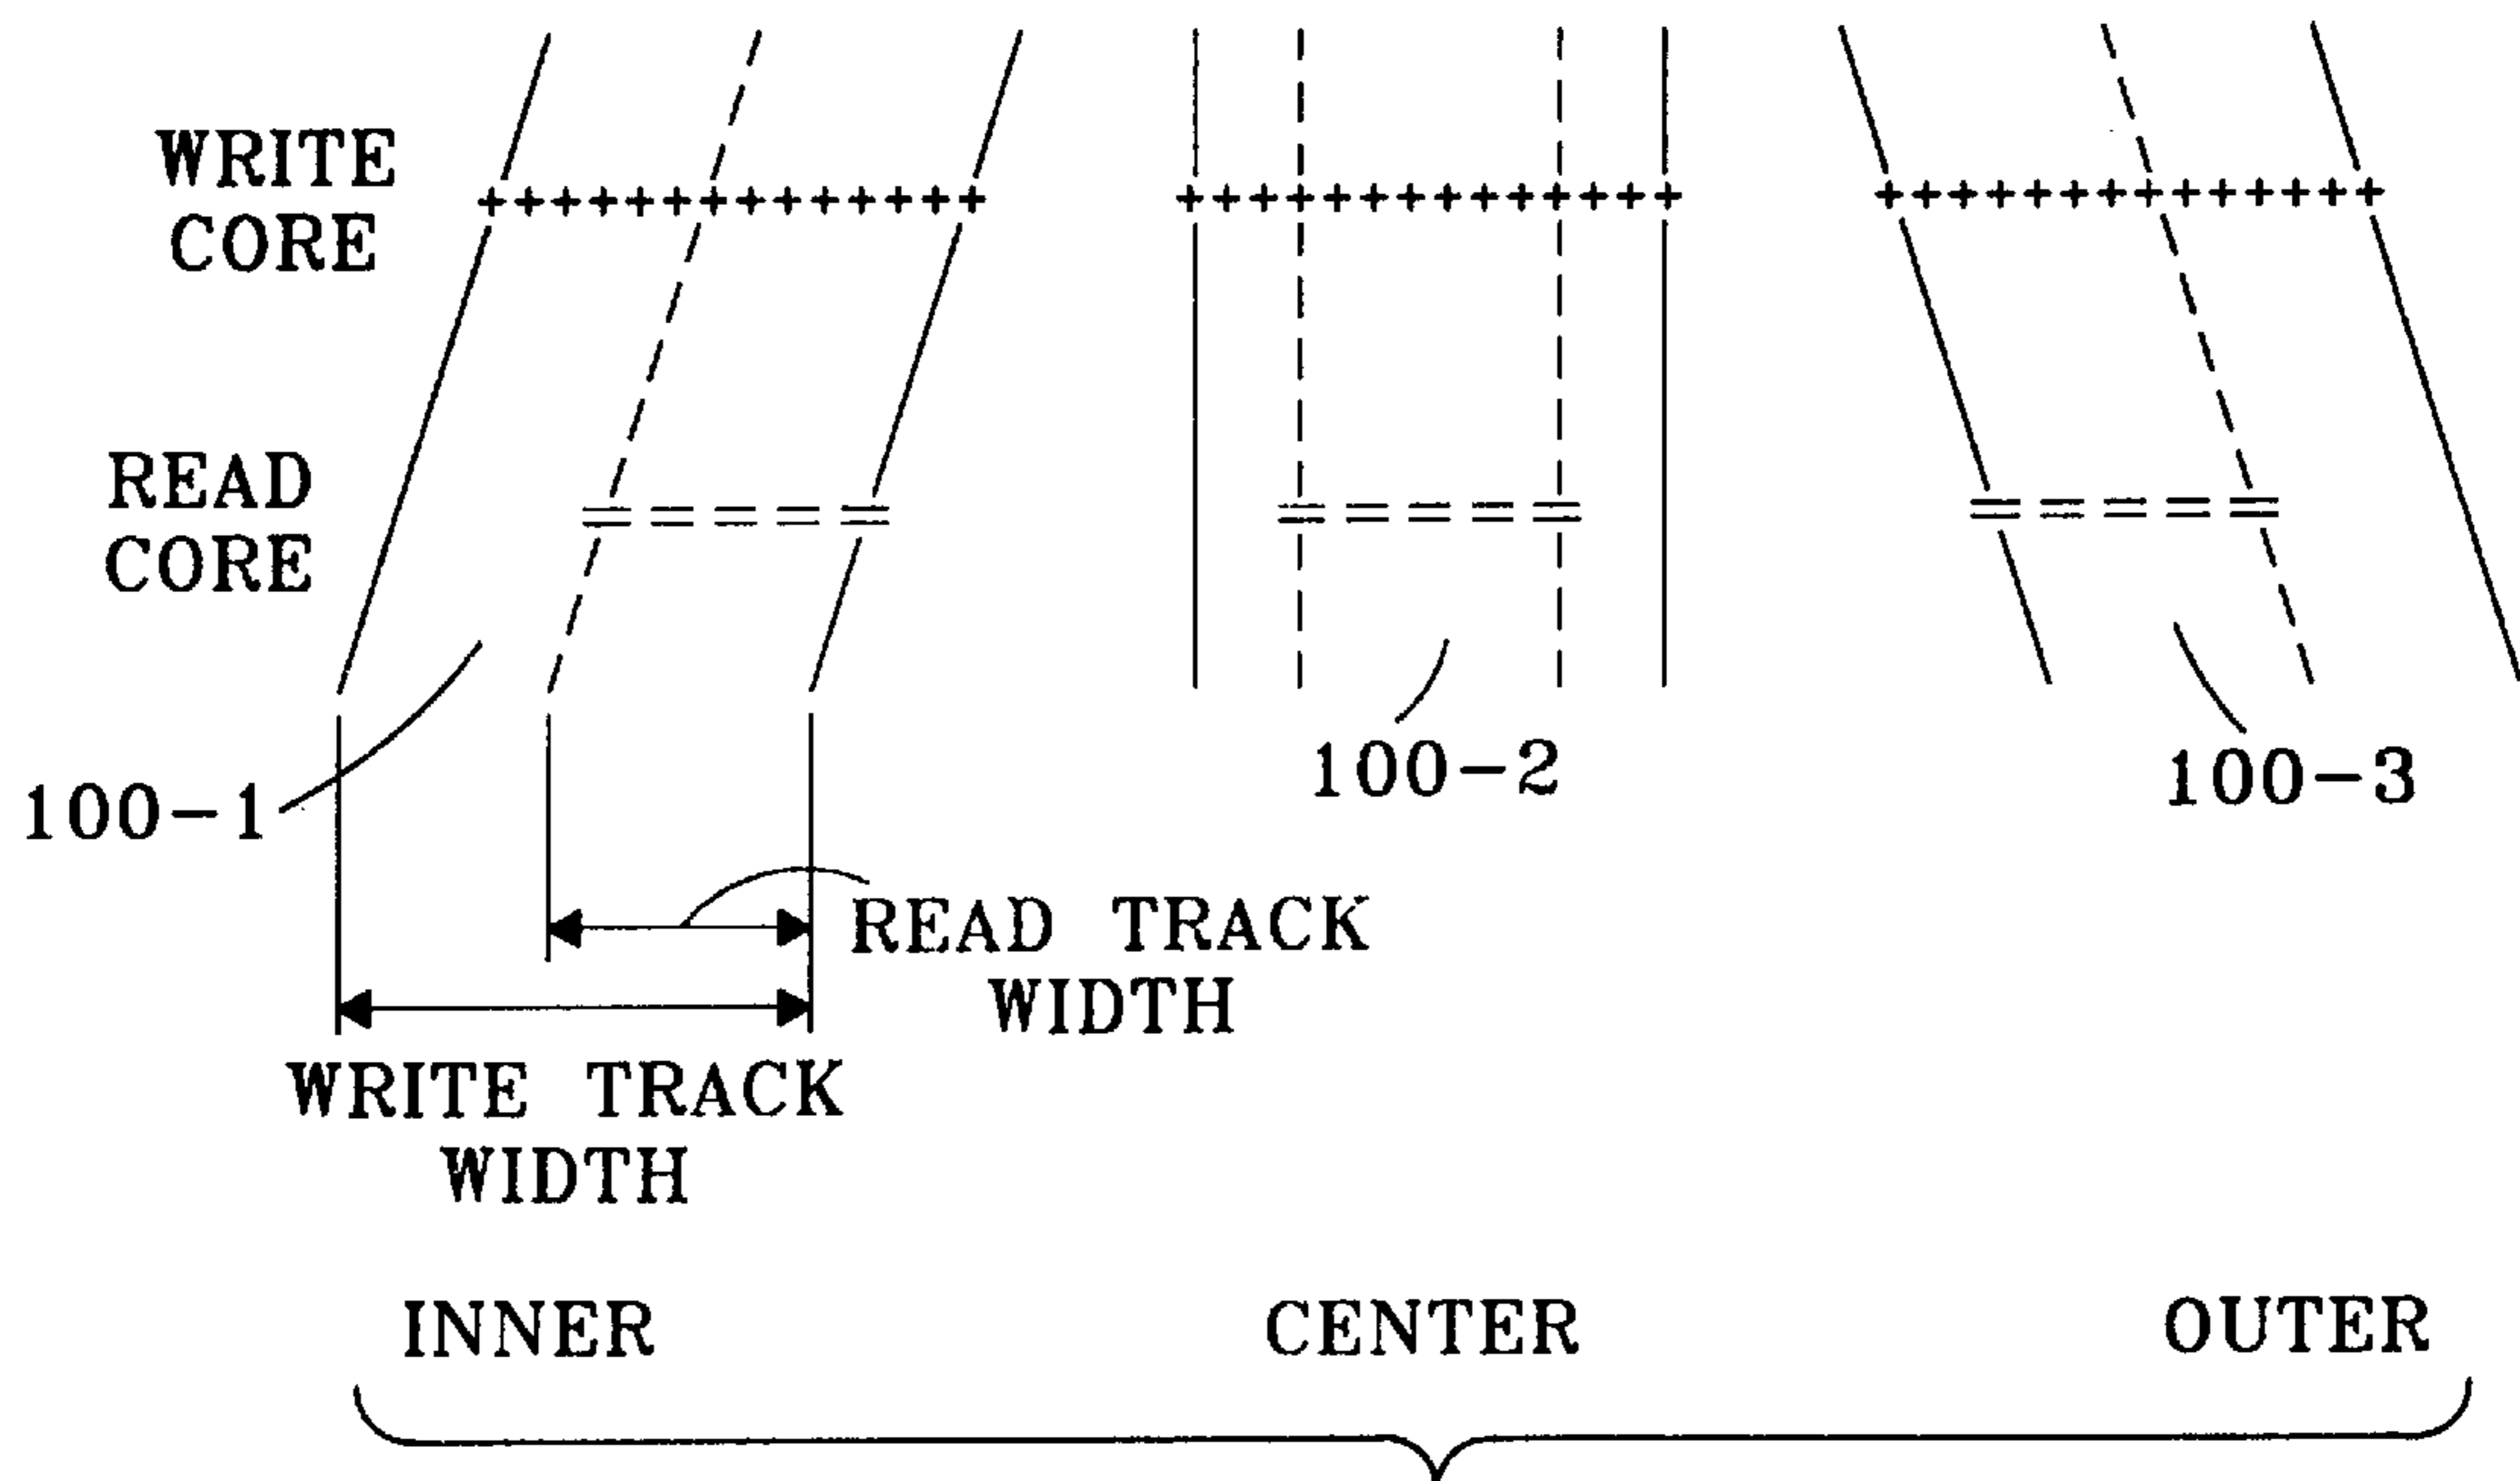 WRITE
CORE
READ
CORE
100-1
100-2
100-3
READ TRACK
WIDTH
WRITE TRACK
WIDTH
INNER
CENTER
OUTER